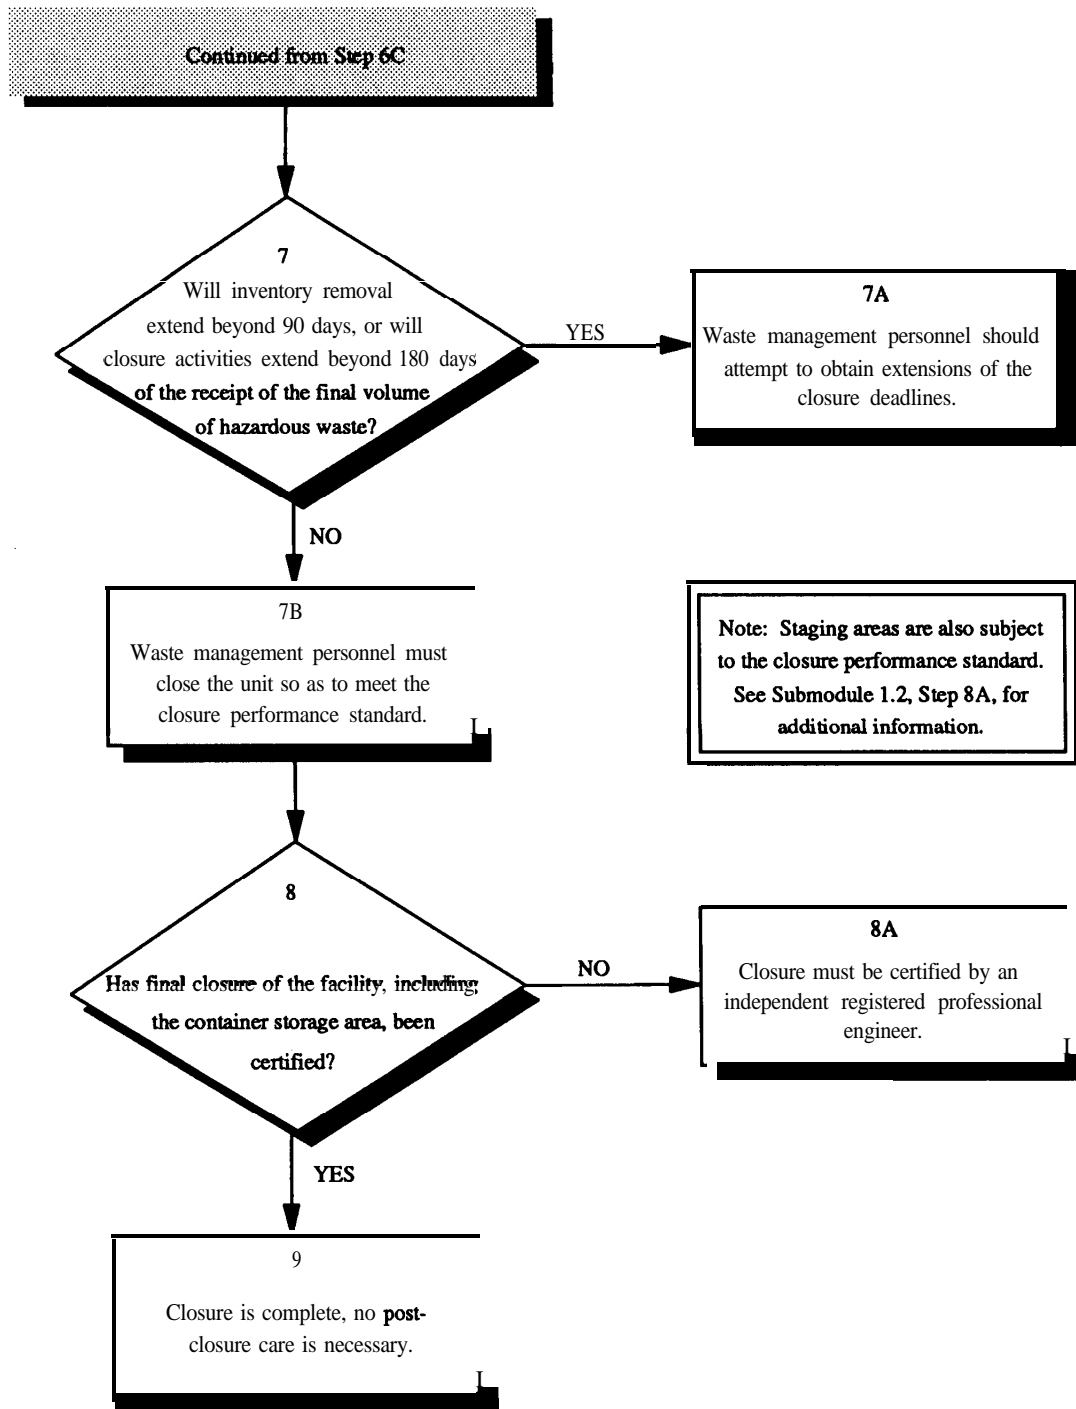 Continued from Step 6C
7
Will inventory removal
extend beyond 90 days, or will
closure activities extend beyond 180 days
of the receipt of the final volume
of hazardous waste?
YES
7A
Waste management personnel should
attempt to obtain extensions of the
closure deadlines.
NO
7B
Waste management personnel must
close the unit so as to meet the
closure performance standard.
Note: Staging areas are also subject
to the closure performance standard.
See Submodule 1.2, Step 8A, for
additional information.
8
Has final closure of the facility, including
the container storage area, been
certified?
NO
8A
Closure must be certified by an
independent registered professional
engineer.
YES
9
Closure is complete, no post-
closure care is necessary.